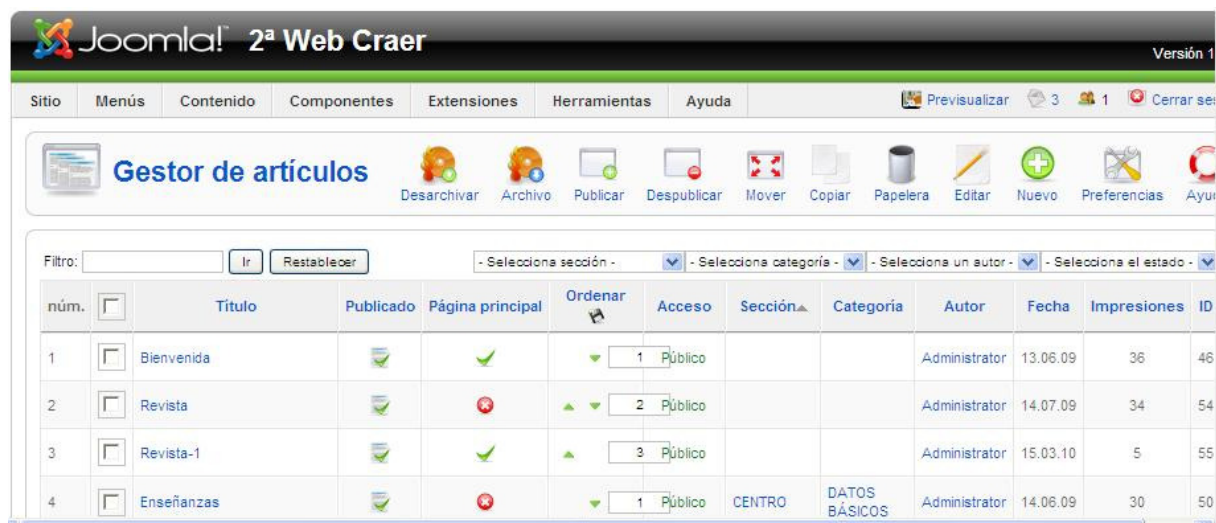 Joomla! 2ª Web Craer
Versión 1
Sitio Menús Contenido Componentes Extensiones Herramientas Ayuda Previsualizar 3 1 Cerrar se
Gestor de artículos
Desarchivar Archivo Publicar Despublicar Mover Copiar Papelera Editar Nuevo Preferencias Ayu
Filtro: Ir Restablecer - Selecciona sección - - Selecciona categoría - - Selecciona un autor - - Selecciona el estado -
núm. Título Publicado Página principal Ordenar Acceso Sección Categoría Autor Fecha Impresiones ID
1 Bienvenida 1 Público Administrator 13.06.09 36 46
2 Revista 2 Público Administrator 14.07.09 34 54
3 Revista-1 3 Público Administrator 15.03.10 5 55
4 Enseñanzas 1 Público CENTRO DATOS BÁSICOS Administrator 14.06.09 30 50